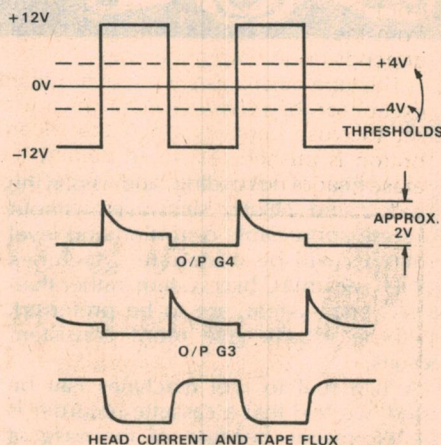 +12V
+4V
0V
-4V
THRESHOLDS
-12V
APPROX.
2V
O/P G4
O/P G3
HEAD CURRENT AND TAPE FLUX